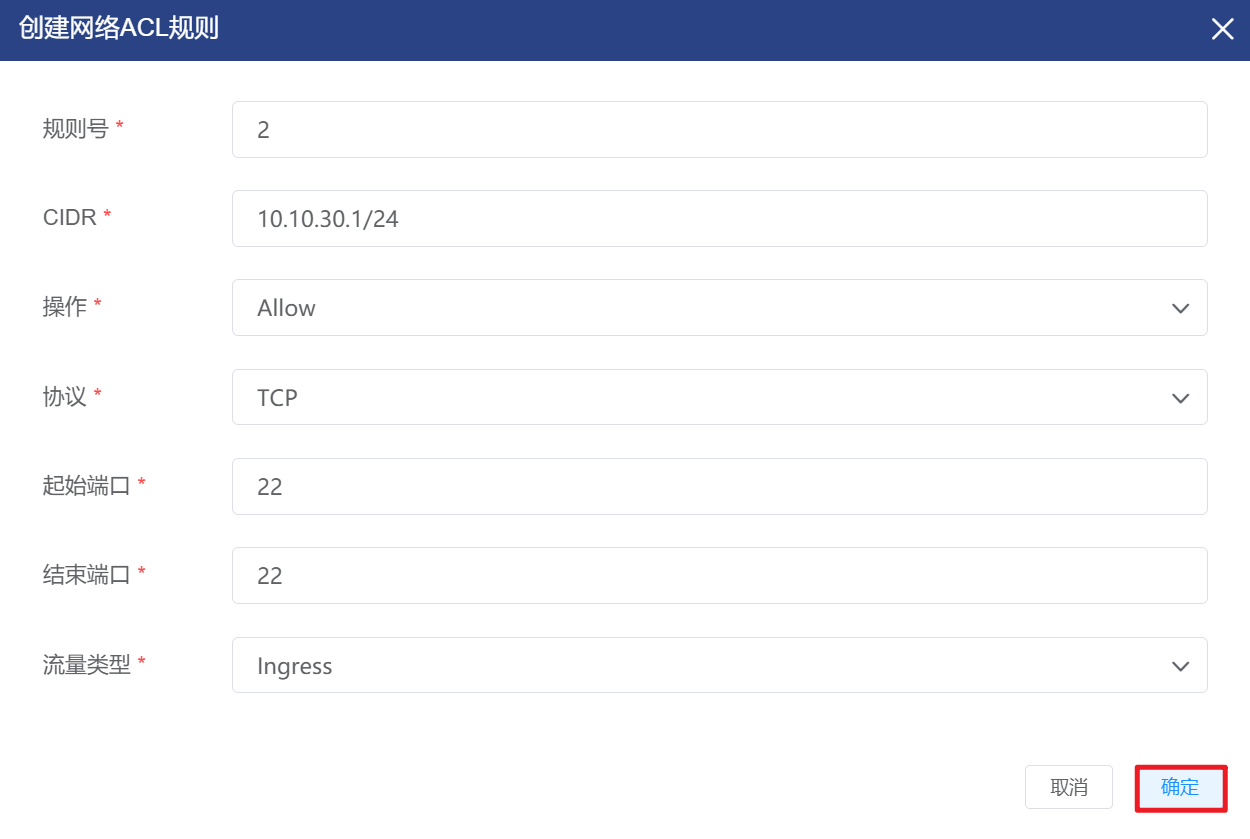 创建网络ACL规则
规则号 * 2
CIDR * 10.10.30.1/24
操作 * Allow
协议 * TCP
起始端口 * 22
结束端口 * 22
流量类型 * Ingress
取消 确定